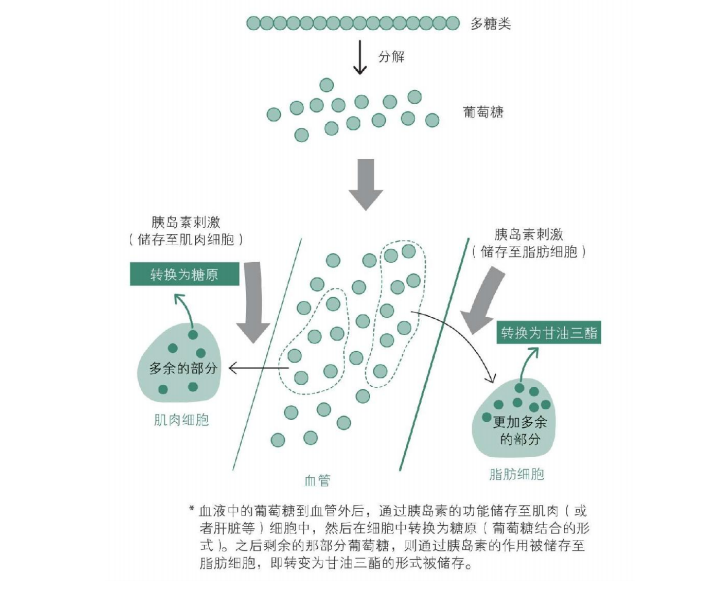 多糖类
分解
葡萄糖
胰岛素刺激
（储存至肌肉细胞）
转换为糖原
多余的部分
肌肉细胞
胰岛素刺激
（储存至脂肪细胞）
转换为甘油三酯
更加多余
的部分
脂肪细胞
血管
* 血液中的葡萄糖到血管外后，通过胰岛素的功能储存至肌肉（或
者肝脏等）细胞中，然后在细胞中转换为糖原（葡萄糖结合的形
式）。之后剩余的那部分葡萄糖，则通过胰岛素的作用被储存至
脂肪细胞，即转变为甘油三酯的形式被储存。